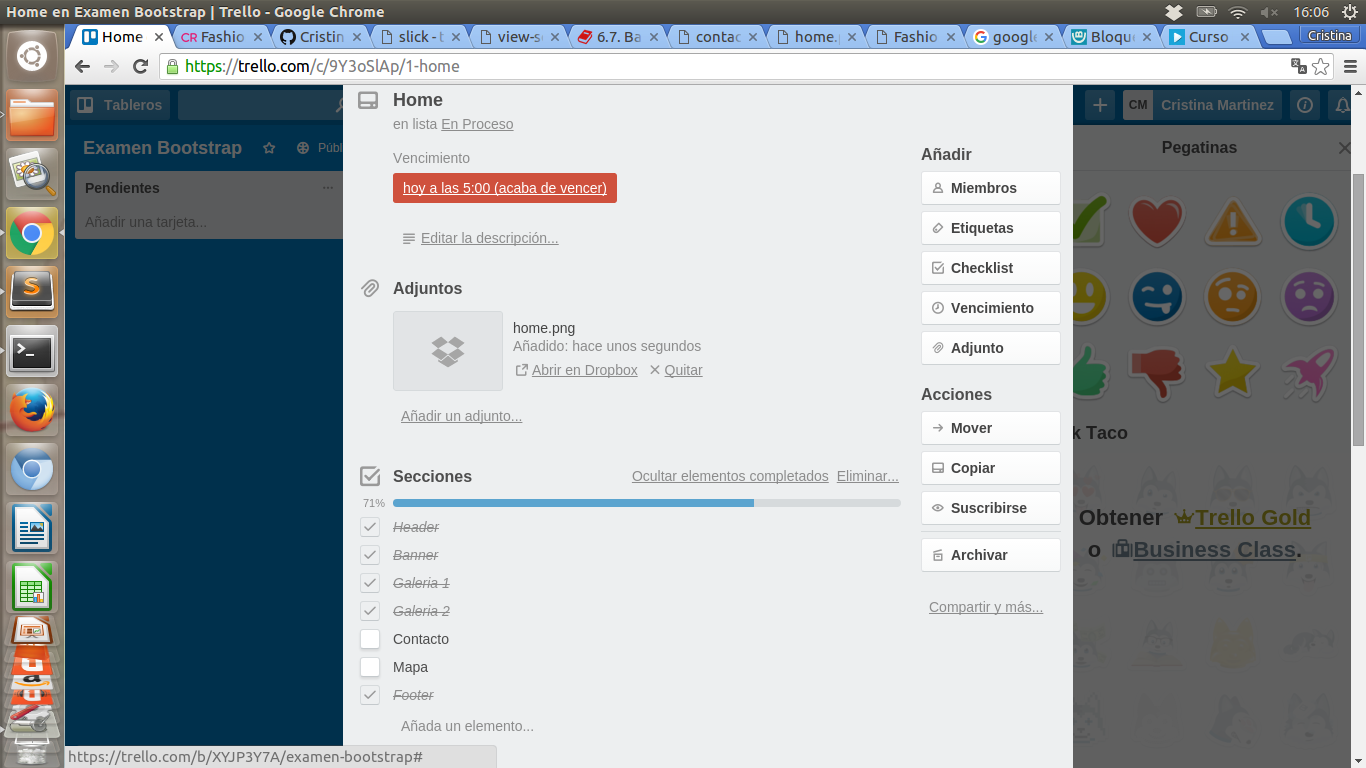 Home en Examen Bootstrap | Trello - Google Chrome
16:06
Home
CR Fashio
Cristin
slick - t
view-s
6.7. Ba
contac
home.
Fashio
google
Bloque
Curso
Cristina
https://trello.com/c/9Y3oSlAp/1-home
Tableros
CM Cristina Martinez
Examen Bootstrap
Públ
Pendientes
Añadir una tarjeta...
Home
en lista En Proceso
Vencimiento
hoy a las 5:00 (acaba de vencer)
Editar la descripción...
Adjuntos
home.png
Añadido: hace unos segundos
Abrir en Dropbox
Quitar
Añadir un adjunto...
Secciones
Ocultar elementos completados
Eliminar...
71%
Header
Banner
Galeria 1
Galeria 2
Contacto
Mapa
Footer
Añada un elemento...
Añadir
Miembros
Etiquetas
Checklist
Vencimiento
Adjunto
Acciones
Mover
Copiar
Suscribirse
Archivar
Compartir y más...
Pegatinas
k Taco
Obtener Trello Gold
o Business Class.
https://trello.com/b/XYJP3Y7A/examen-bootstrap#